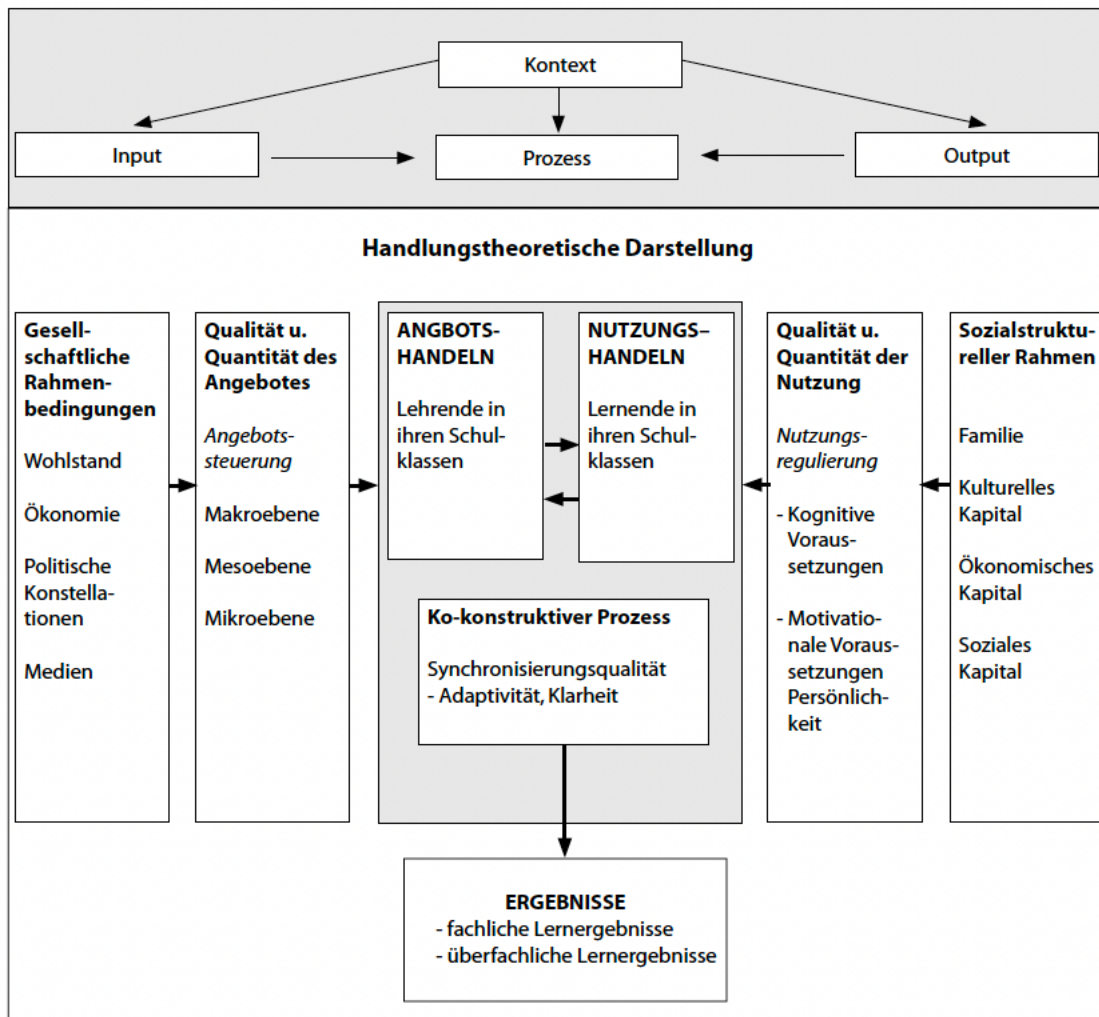 Kontext
Input
Prozess
Output
Handlungstheoretische Darstellung
Gesell-
schaftliche
Rahmen-
bedingungen
Wohlstand
Ökonomie
Politische
Konstella-
tionen
Medien
Qualität u.
Quantität des
Angebotes
Angebots-
steuerung
Makroebene
Mesoebene
Mikroebene
ANGBOTS-
HANDELN
Lehrende in
ihren Schul-
klassen
NUTZUNGS–
HANDELN
Lernende in
ihren Schul-
klassen
Ko-konstruktiver Prozess
Synchronisierungsqualität
- Adaptivität, Klarheit
Qualität u.
Quantität der
Nutzung
Nutzungs-
regulierung
- Kognitive
Voraus-
setzungen
- Motivatio-
nale Voraus-
setzungen
Persönlich-
keit
Sozialstruktu-
reller Rahmen
Familie
Kulturelles
Kapital
Ökonomisches
Kapital
Soziales
Kapital
ERGEBNISSE
- fachliche Lernergebnisse
- überfachliche Lernergebnisse